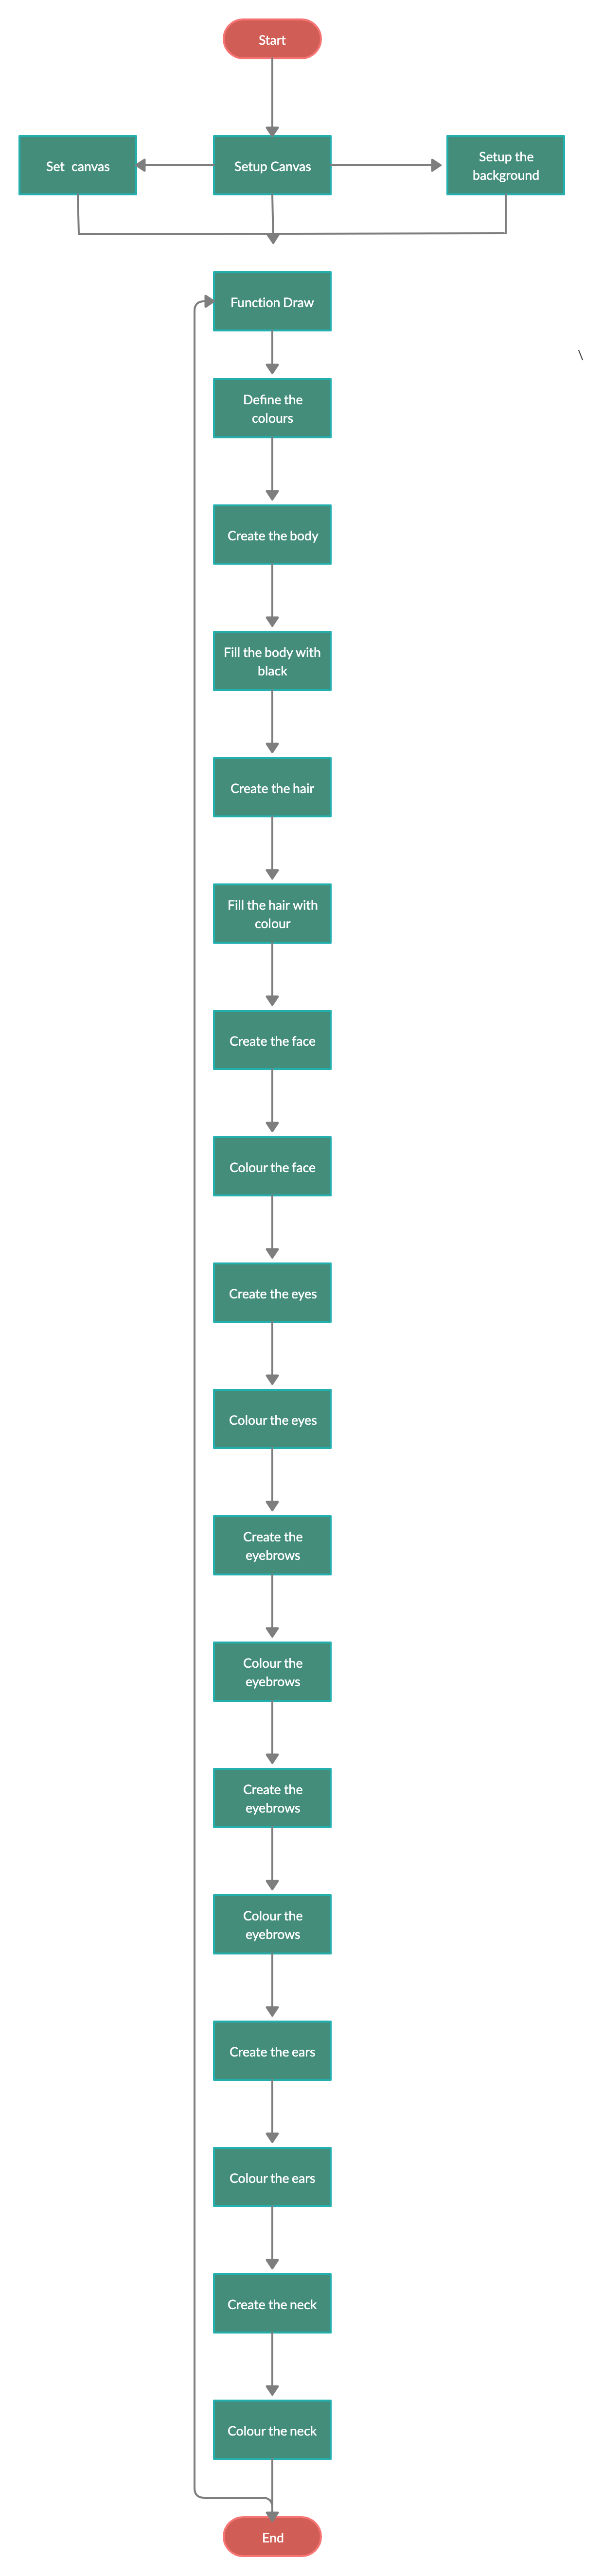 Start
Set  canvas
Setup Canvas
Setup the
background
Function Draw
\
Define the
colours
Create the body
Fill the body with
black
Create the hair
Fill the hair with
colour
Create the face
Colour the face
Create the eyes
Colour the eyes
Create the
eyebrows
Colour the
eyebrows
Create the
eyebrows
Colour the
eyebrows
Create the ears
Colour the ears
Create the neck
Colour the neck
End